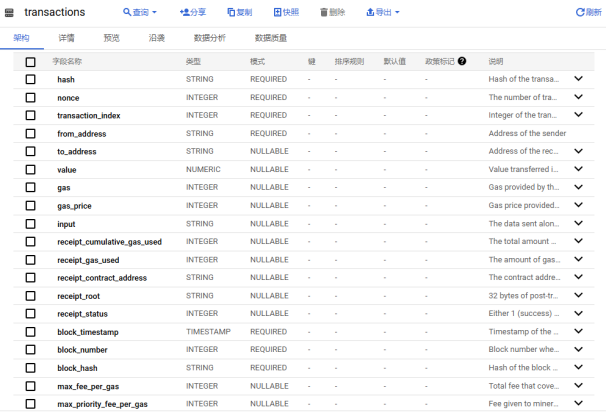 transactions 查询 分享 复制 快照 删除 导出 刷新
架构 详情 预览 沿袭 数据分析 数据质量
字段名称 类型 模式 键 排序规则 默认值 政策标记 ? 说明
hash STRING REQUIRED - - - - Hash of the transa...
nonce INTEGER REQUIRED - - - - The number of tra...
transaction_index INTEGER REQUIRED - - - - Integer of the tran...
from_address STRING REQUIRED - - - - Address of the sender
to_address STRING NULLABLE - - - - Address of the rec...
value NUMERIC NULLABLE - - - - Value transferred i...
gas INTEGER NULLABLE - - - - Gas provided by th...
gas_price INTEGER NULLABLE - - - - Gas price provided...
input STRING NULLABLE - - - - The data sent alon...
receipt_cumulative_gas_used INTEGER NULLABLE - - - - The total amount ...
receipt_gas_used INTEGER NULLABLE - - - - The amount of gas...
receipt_contract_address STRING NULLABLE - - - - The contract addre...
receipt_root STRING NULLABLE - - - - 32 bytes of post-tr...
receipt_status INTEGER NULLABLE - - - - Either 1 (success) ...
block_timestamp TIMESTAMP REQUIRED - - - - Timestamp of the ...
block_number INTEGER REQUIRED - - - - Block number whe...
block_hash STRING REQUIRED - - - - Hash of the block ...
max_fee_per_gas INTEGER NULLABLE - - - - Total fee that cove...
max_priority_fee_per_gas INTEGER NULLABLE - - - - Fee given to miner...